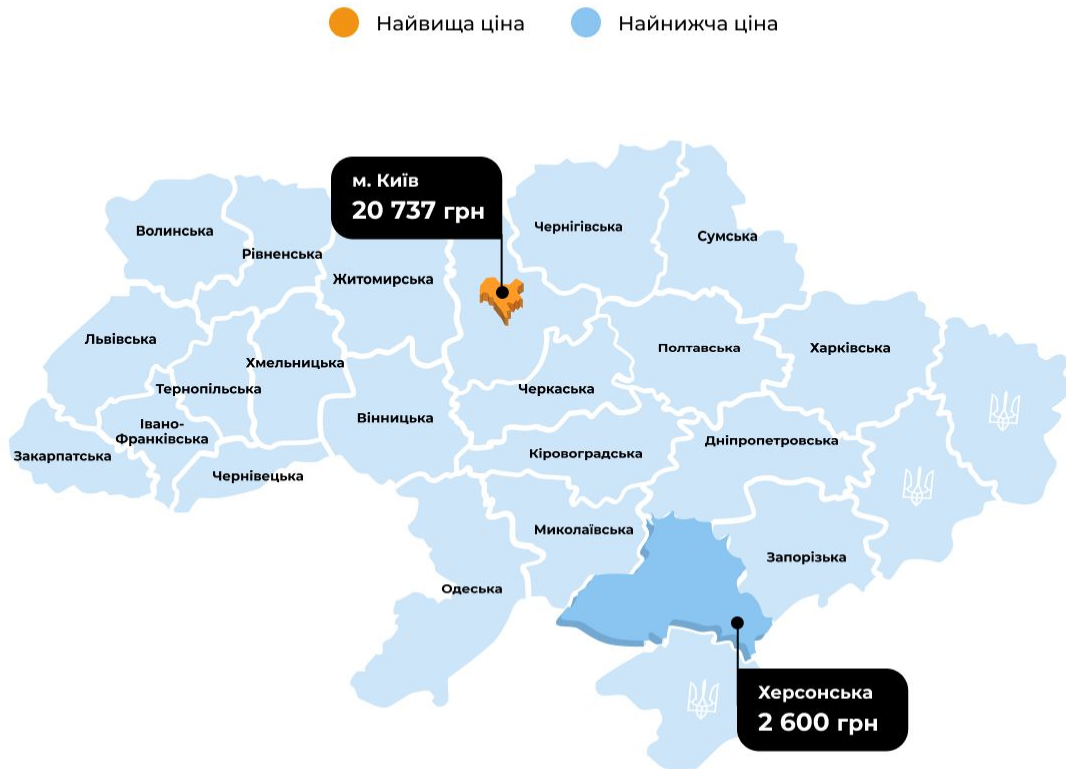 Найвища ціна
Найнижча ціна
м. Київ
20 737 грн
Чернігівська
Сумська
Волинська
Рівненська
Житомирська
Львівська
Хмельницька
Тернопільська
Полтавська
Харківська
Черкаська
Вінницька
Івано-
Франківська
Закарпатська
Чернівецька
Кіровоградська
Дніпропетровська
Миколаївська
Запорізька
Одеська
Херсонська
2 600 грн